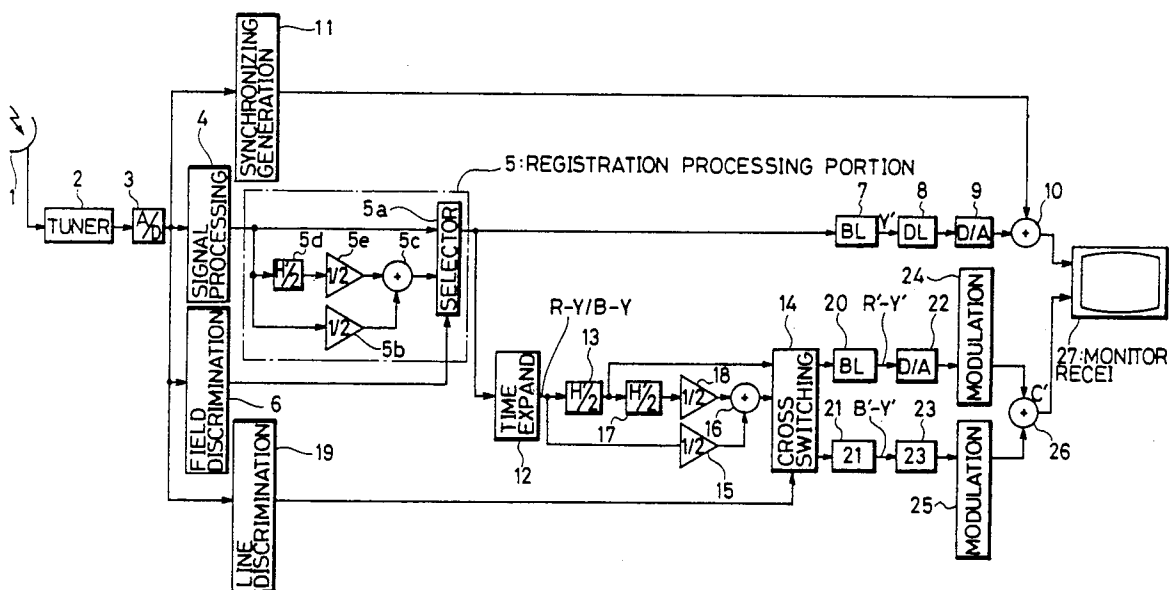 11
SYNCHRONIZING
GENERATION
4
1
2
TUNER
3
A/D
SIGNAL
PROCESSING
5:REGISTRATION PROCESSING PORTION
5a
SELECTOR
5d
H'/2
5e
1/2
5c
+
1/2
5b
7
BL
Y'
8
DL
9
D/A
10
+
FIELD
DISCRIMINATION
6
LINE
DISCRIMINATION
19
R-Y/B-Y
TIME
EXPAND
12
13
H'/2
H'/2
17
18
1/2
16
+
1/2
15
14
CROSS
SWITCHING
20
BL
R'-Y'
22
D/A
24
MODULATION
21
21
B'-Y'
23
23
25
MODULATION
C'
+
26
27:MONITOR
RECEI